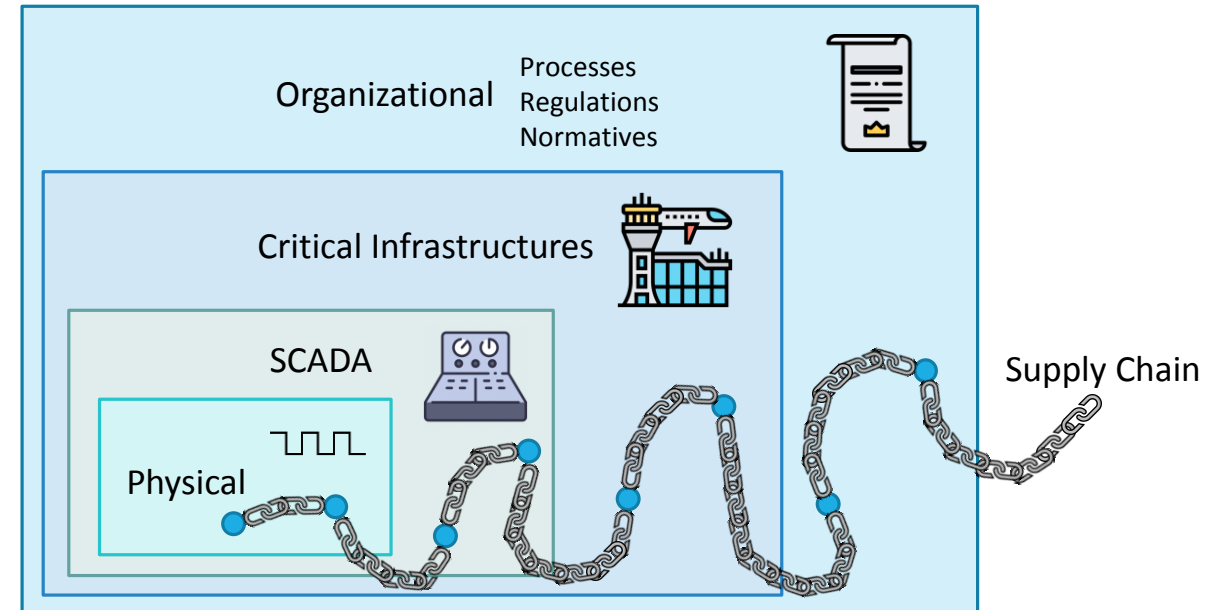 Organizational
Processes
Regulations
Normatives
Critical Infrastructures
SCADA
Supply Chain
Physical